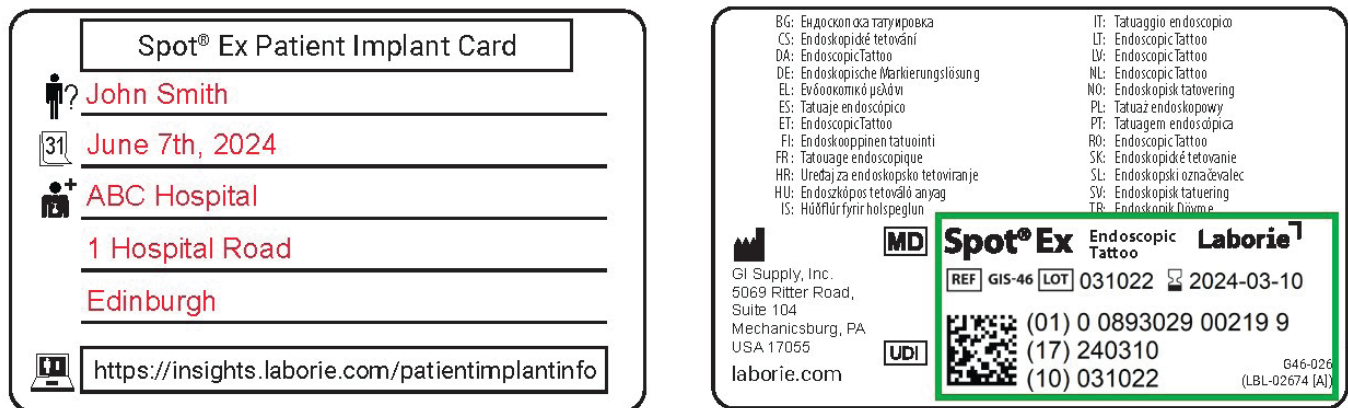 Spot® Ex Patient Implant Card
?
John Smith
31
June 7th, 2024
ABC Hospital
1 Hospital Road
Edinburgh
https://insights.laborie.com/patientimplantinfo
BG: Ендоскопска татуировка
CS: Endoskopické tetování
DA: Endoscopic Tattoo
DE: Endoskopische Markierungslösung
EL: Ενδοσκοπικό μελάνι
ES: Tatuaje endoscópico
ET: Endoscopic Tattoo
FI: Endoskooppinen tatuointi
FR: Tatouage endoscopique
HR: Uređaj za endoskopsko tetoviranje
HU: Endoszkópos tetováló anyag
IS: Húðflúr fyrir holspeglun
IT: Tatuaggio endoscopico
LT: Endoscopic Tattoo
LV: Endoscopic Tattoo
NL: Endoscopic Tattoo
NO: Endoskopisk tatovering
PL: Tatuaż endoskopowy
PT: Tatuagem endoscópica
RO: Endoscopic Tattoo
SK: Endoskopické tetovanie
SL: Endoskopski označevalec
SV: Endoskopisk tatuering
TR: Endoskopik Dövme
GI Supply, Inc.
5069 Ritter Road,
Suite 104
Mechanicsburg, PA
USA 17055
laborie.com
MD
UDI
Spot® Ex Endoscopic Tattoo Laborie
REF GIS-46 LOT 031022 2024-03-10
(01) 0 0893029 00219 9
(17) 240310
(10) 031022
G46-026
(LBL-02674 [A])